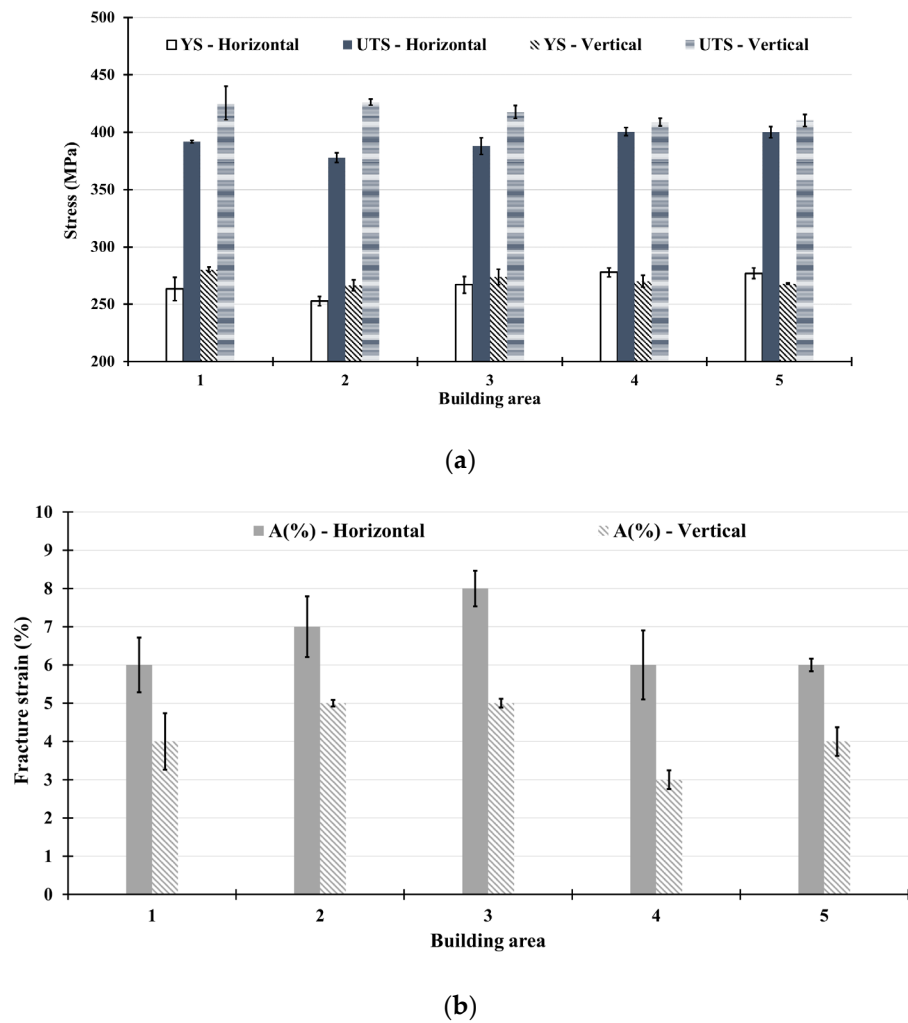 500
YS - Horizontal UTS - Horizontal YS - Vertical UTS - Vertical
450
400
350
300
250
200
Stress (MPa)
1 2 3 4 5
Building area
(a)
10
A(%) - Horizontal A(%) - Vertical
9
8
7
6
5
4
3
2
1
0
Fracture strain (%)
1 2 3 4 5
Building area
(b)